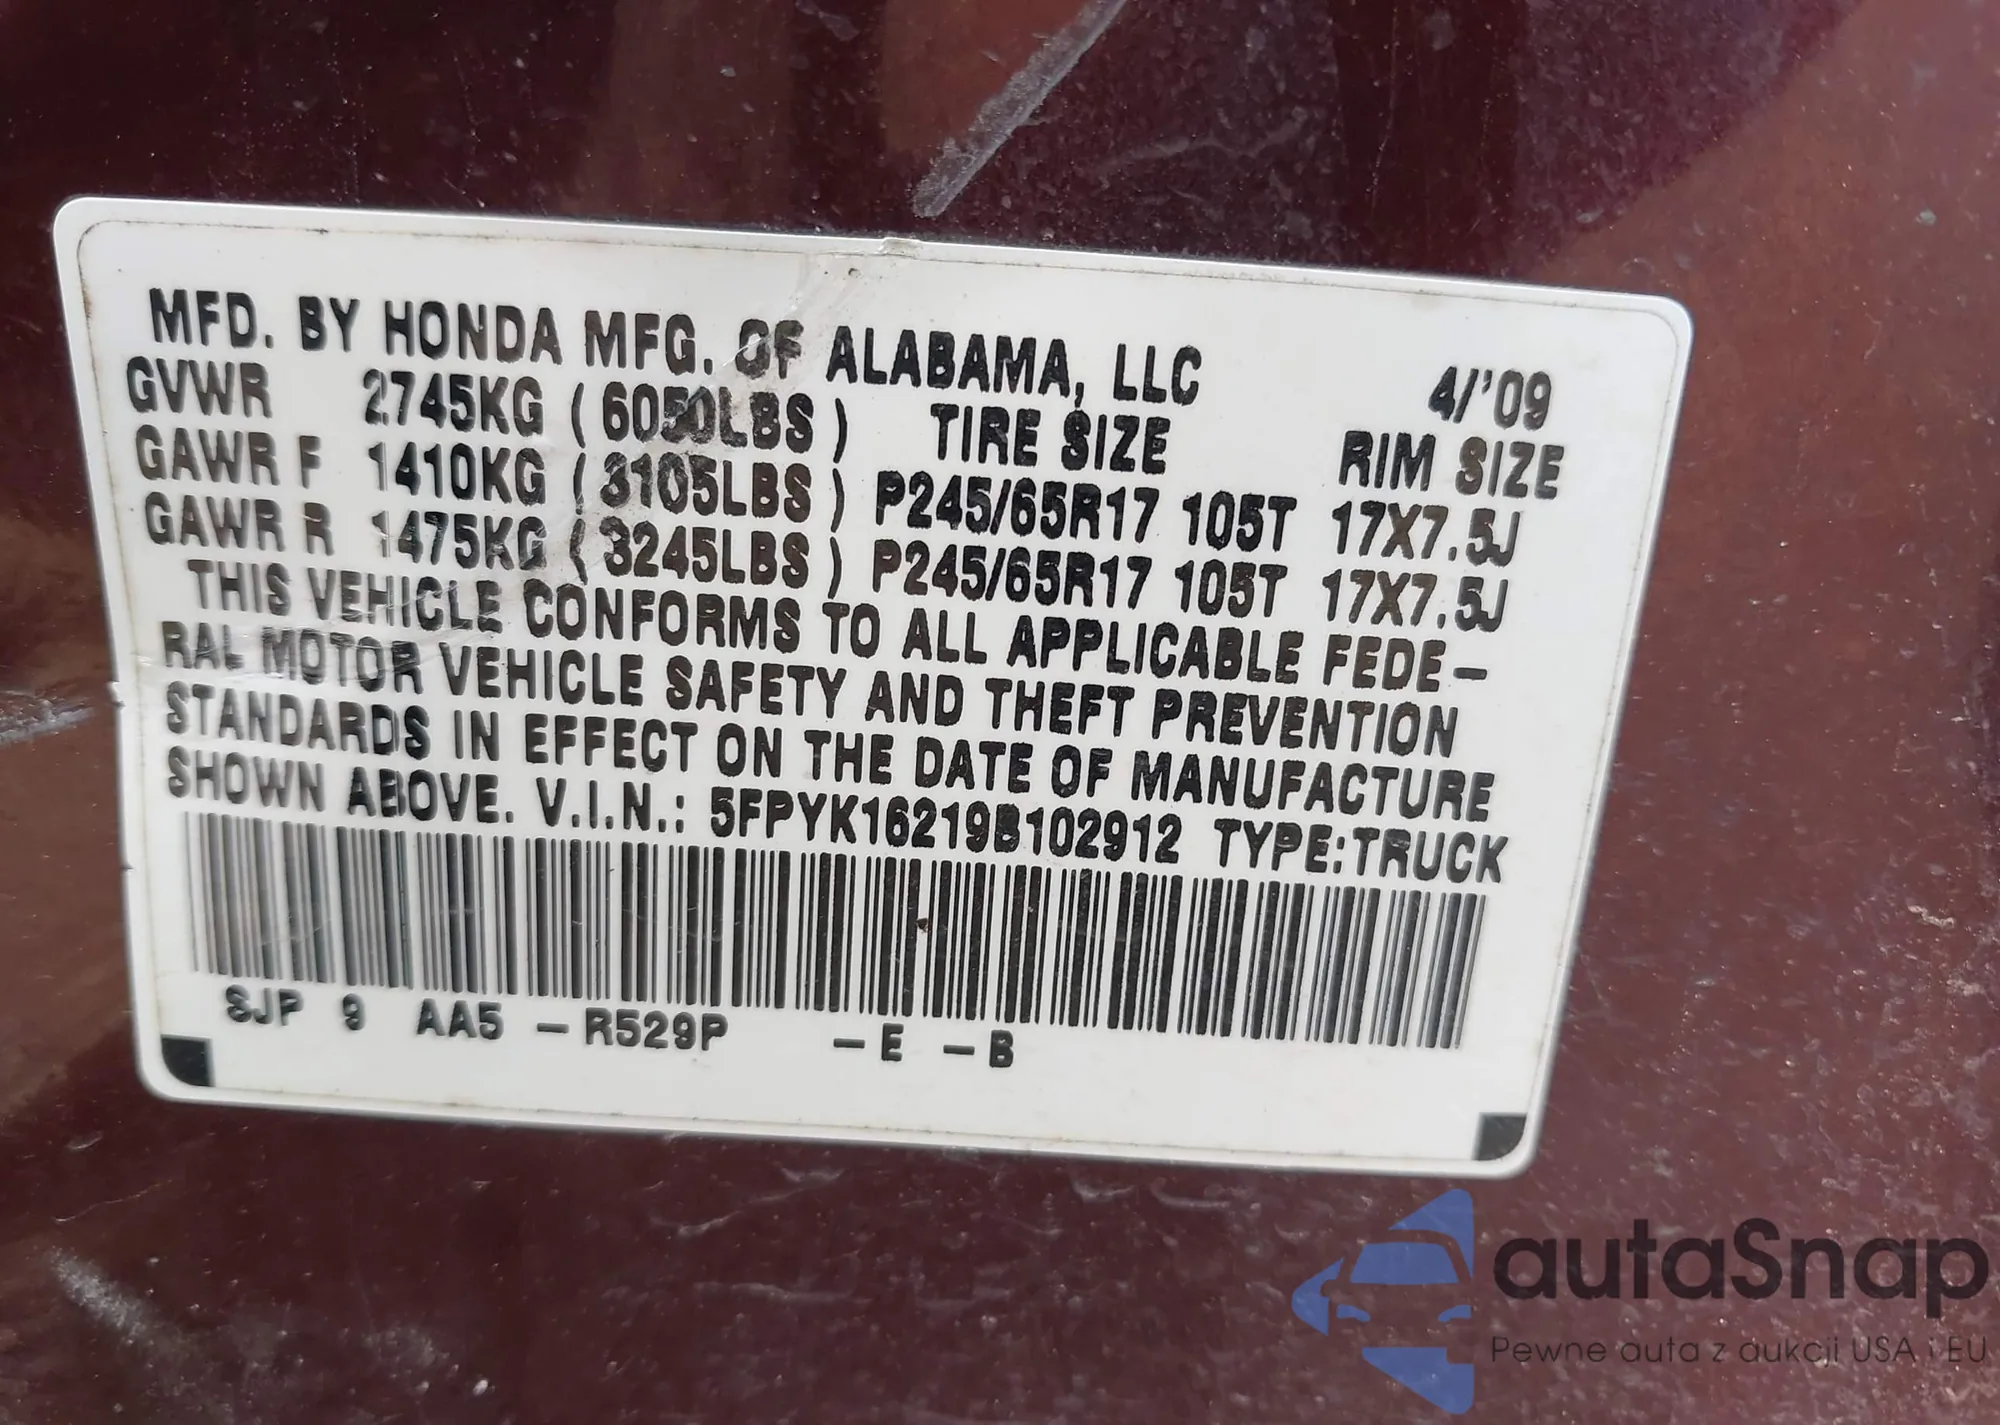 MFD. BY HONDA MFG. OF ALABAMA, LLC 4/'09
GVWR 2745KG ( 6050LBS ) TIRE SIZE RIM SIZE
GAWR F 1410KG ( 3105LBS ) P245/65R17 105T 17X7.5J
GAWR R 1475KG ( 3245LBS ) P245/65R17 105T 17X7.5J
THIS VEHICLE CONFORMS TO ALL APPLICABLE FEDE-
RAL MOTOR VEHICLE SAFETY AND THEFT PREVENTION
STANDARDS IN EFFECT ON THE DATE OF MANUFACTURE
SHOWN ABOVE. V.I.N.: 5FPYK16219B102912 TYPE:TRUCK
SJP 9 AA5 -R529P -E -B
autaSnap
Pewne auta z aukcji USA i EU